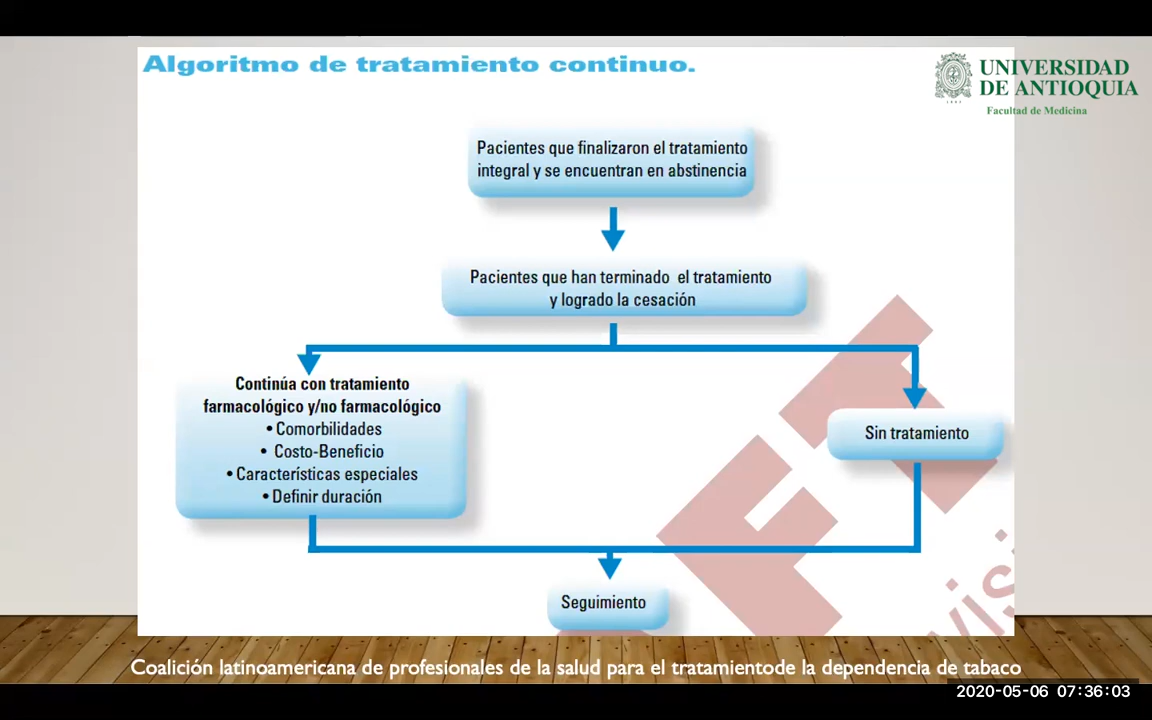 Algoritmo de tratamiento continuo.
UNIVERSIDAD
DE ANTIOQUIA
1803
Facultad de Medicina
Pacientes que finalizaron el tratamiento
integral y se encuentran en abstinencia
Pacientes que han terminado el tratamiento
y logrado la cesación
Continúa con tratamiento
farmacológico y/no farmacológico
• Comorbilidades
• Costo-Beneficio
• Características especiales
• Definir duración
Sin tratamiento
Seguimiento
Coalición latinoamericana de profesionales de la salud para el tratamientode la dependencia de tabaco
2020-05-06 07:36:03